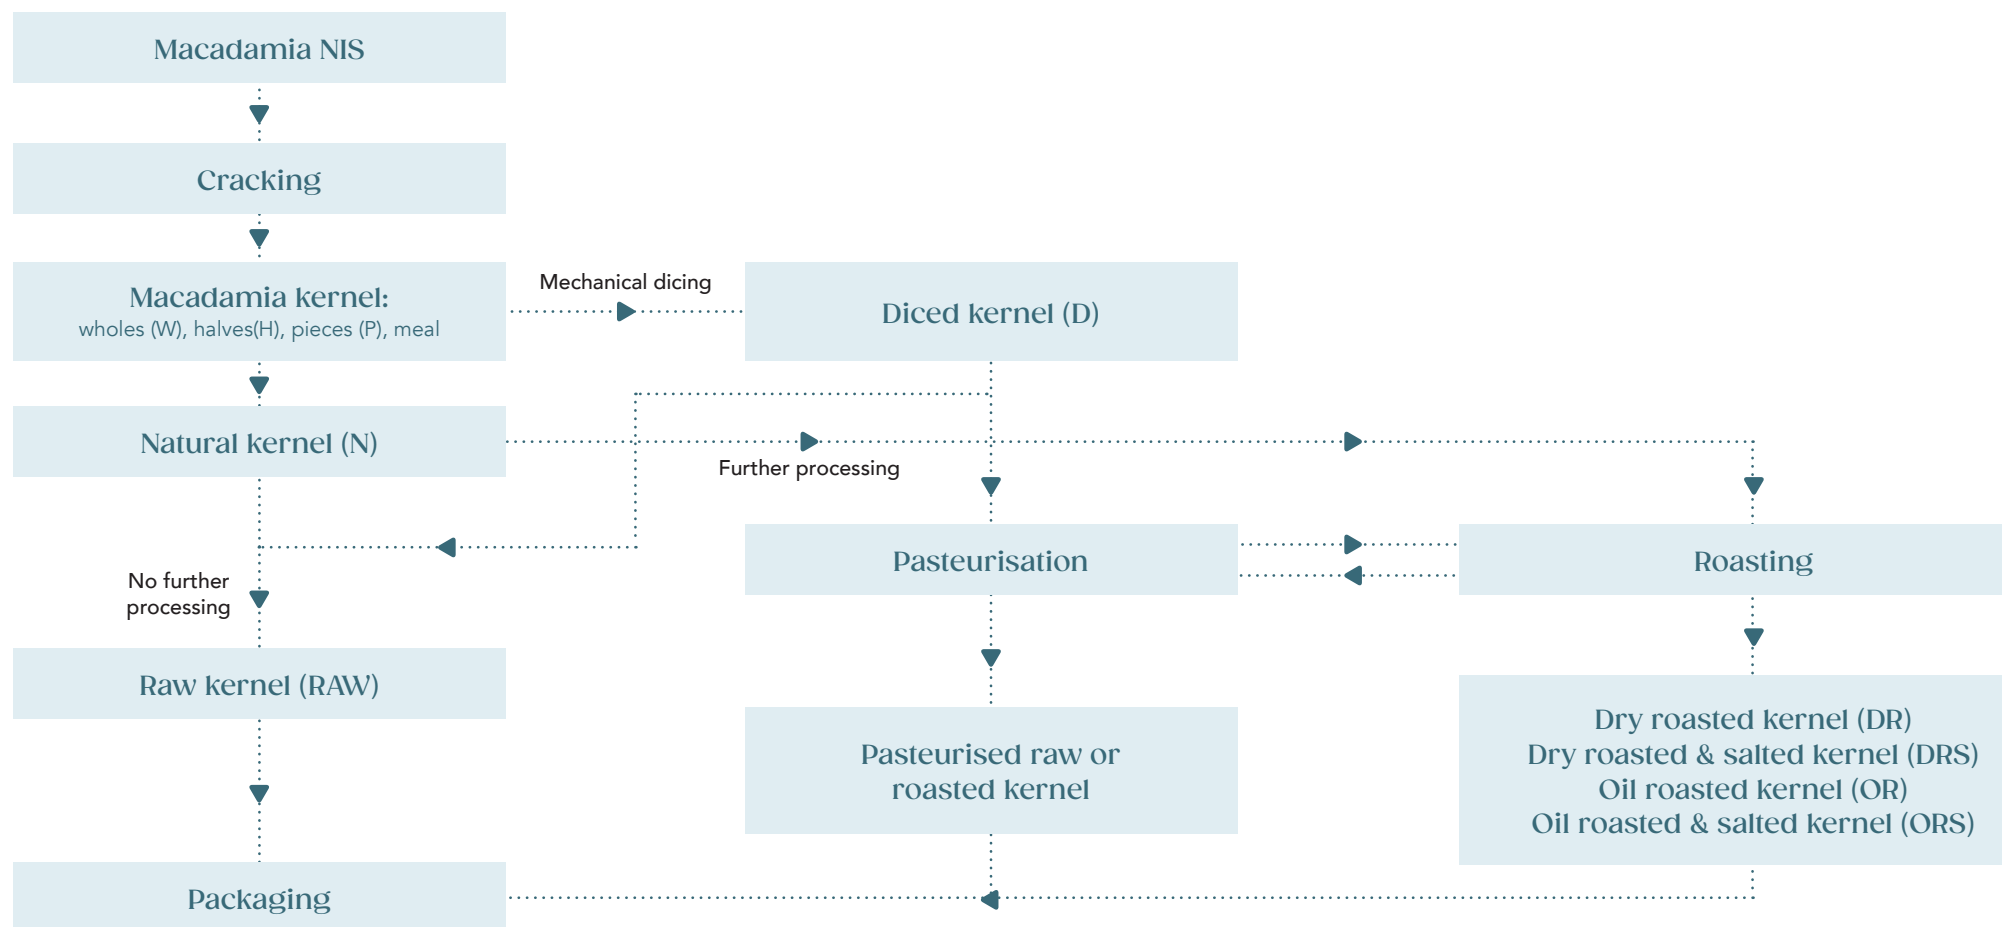 Macadamia NIS
Cracking
Macadamia kernel:
wholes (W), halves(H), pieces (P), meal
Mechanical dicing
Diced kernel (D)
Natural kernel (N)
Further processing
Pasteurisation
Roasting
No further
processing
Raw kernel (RAW)
Pasteurised raw or
roasted kernel
Dry roasted kernel (DR)
Dry roasted & salted kernel (DRS)
Oil roasted kernel (OR)
Oil roasted & salted kernel (ORS)
Packaging